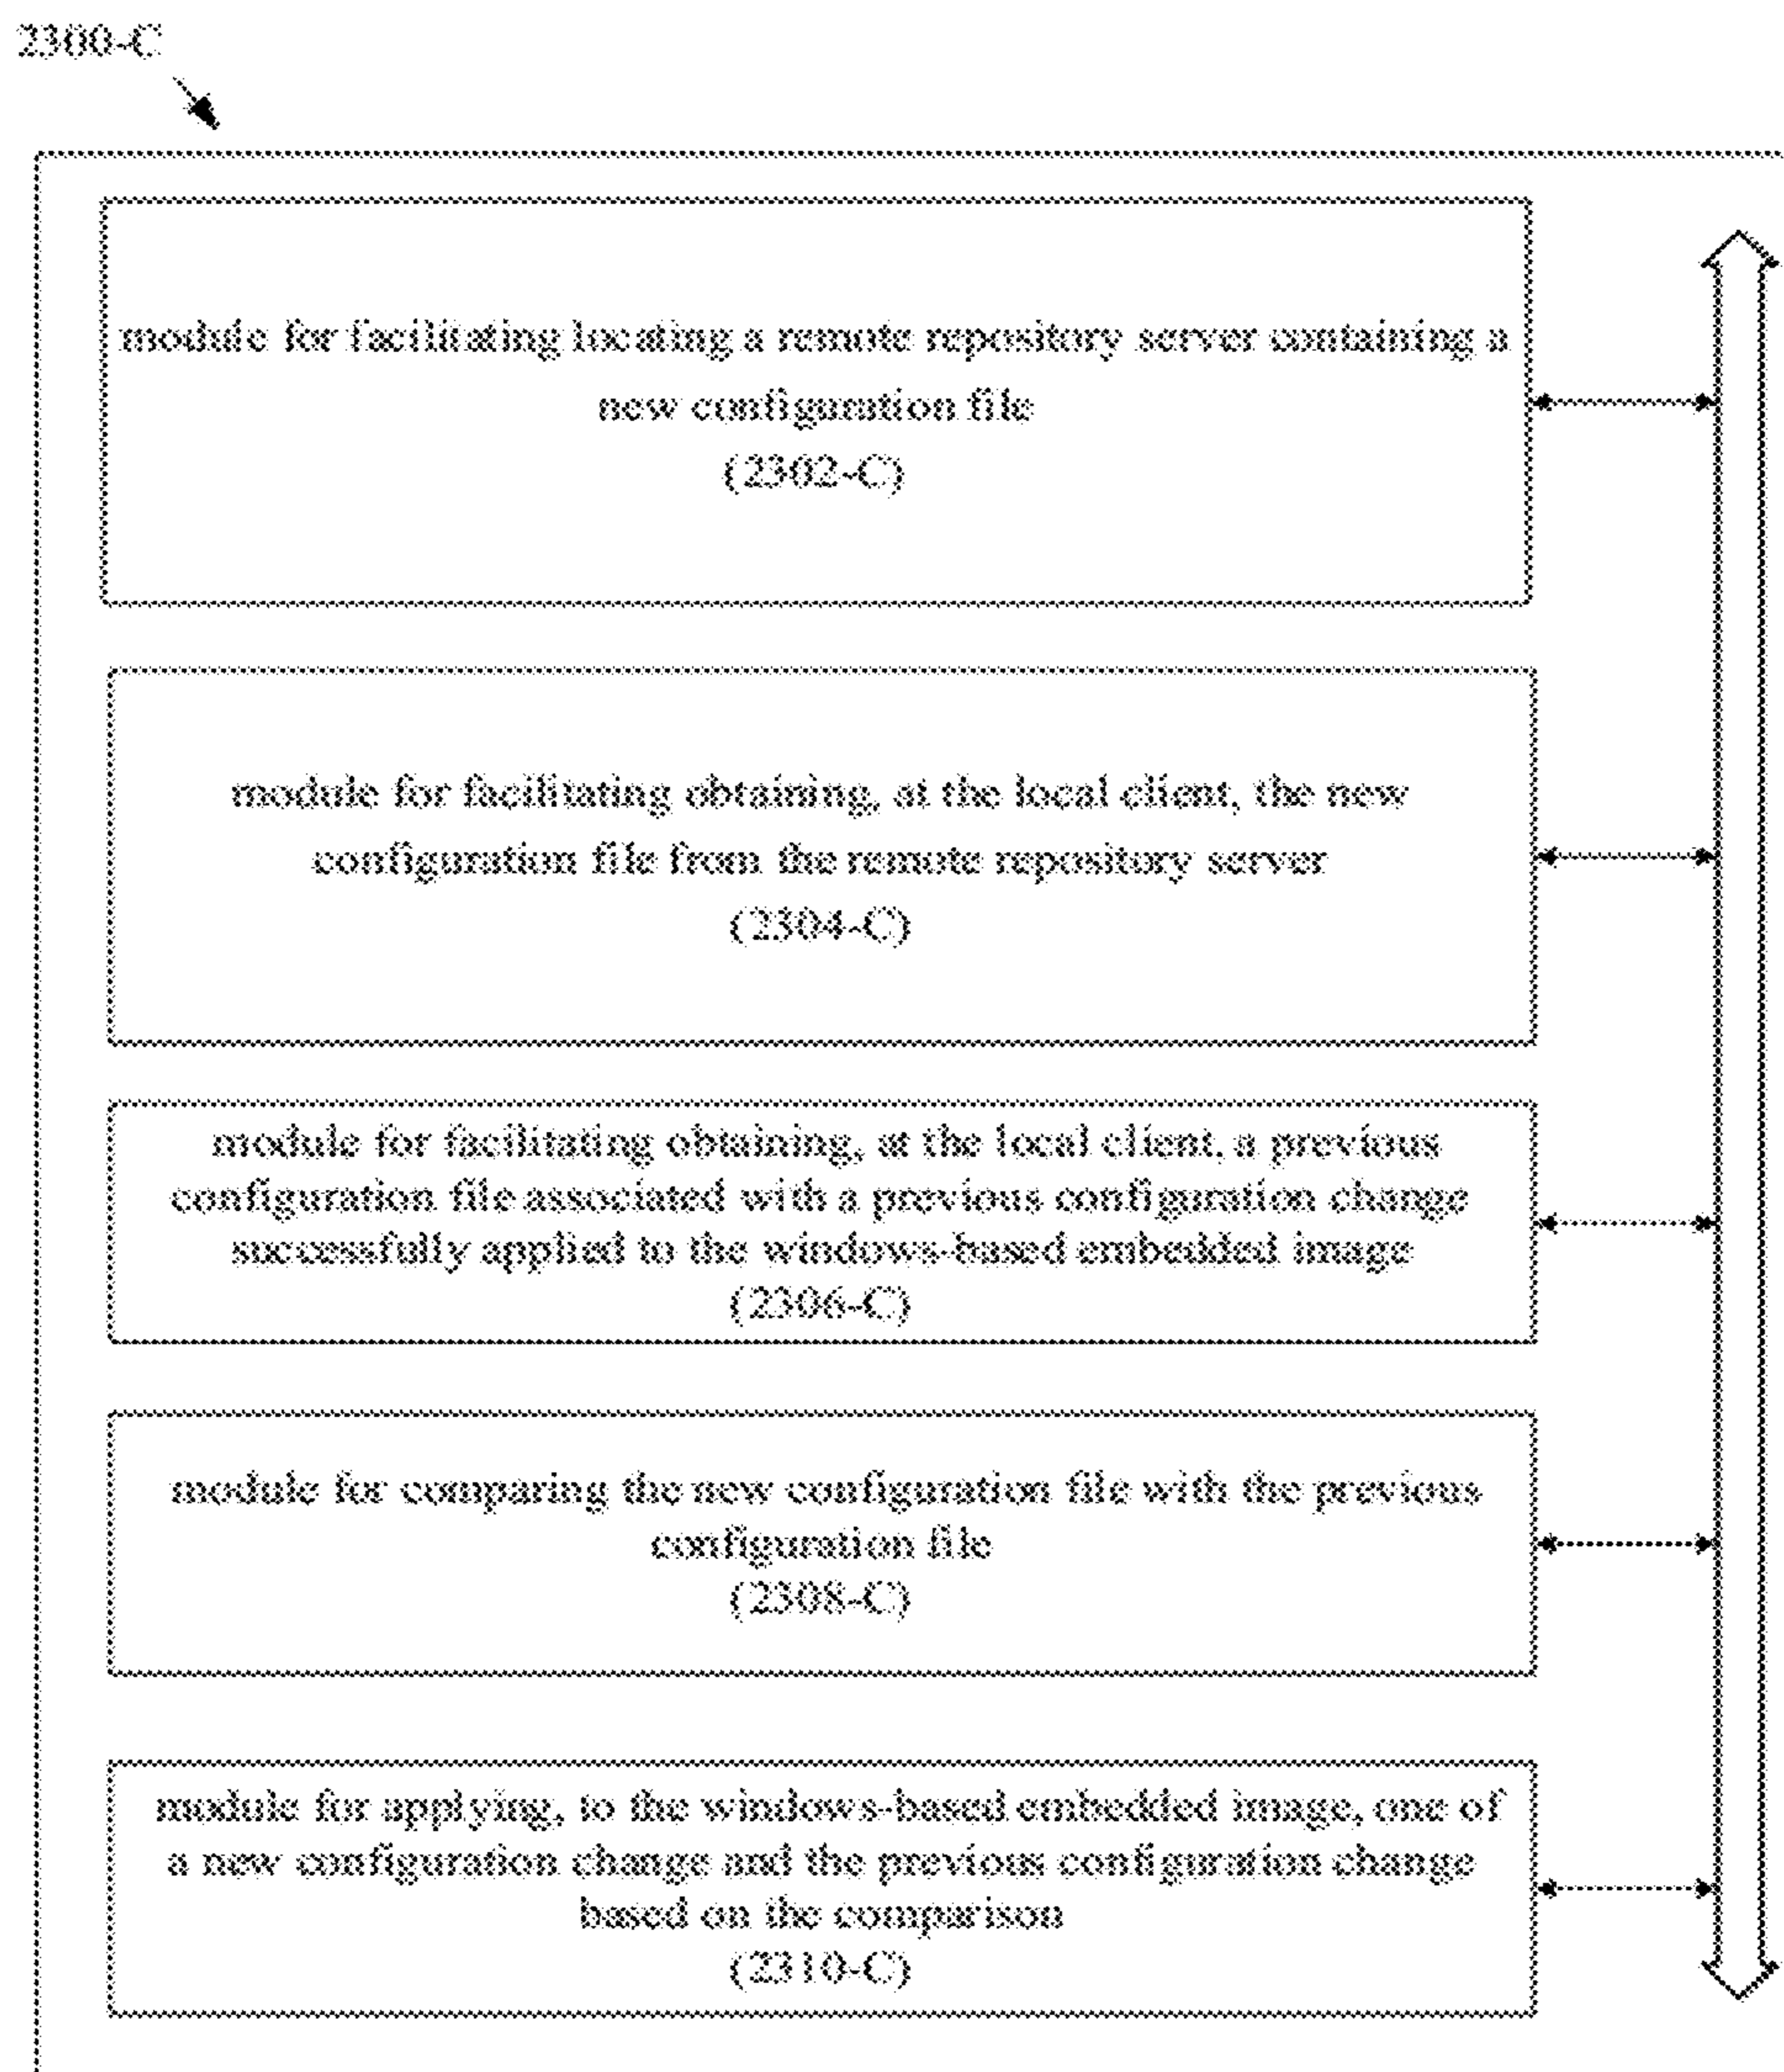 2300-C
module for facilitating locating a remote repository server containing a
new configuration file
(2302-C)
module for facilitating obtaining, at the local client, the new
configuration file from the remote repository server
(2304-C)
module for facilitating obtaining, at the local client, a previous
configuration file associated with a previous configuration change
successfully applied to the windows-based embedded image
(2306-C)
module for comparing the new configuration file with the previous
configuration file
(2308-C)
module for applying, to the windows-based embedded image, one of
a new configuration change and the previous configuration change
based on the comparison
(2310-C)